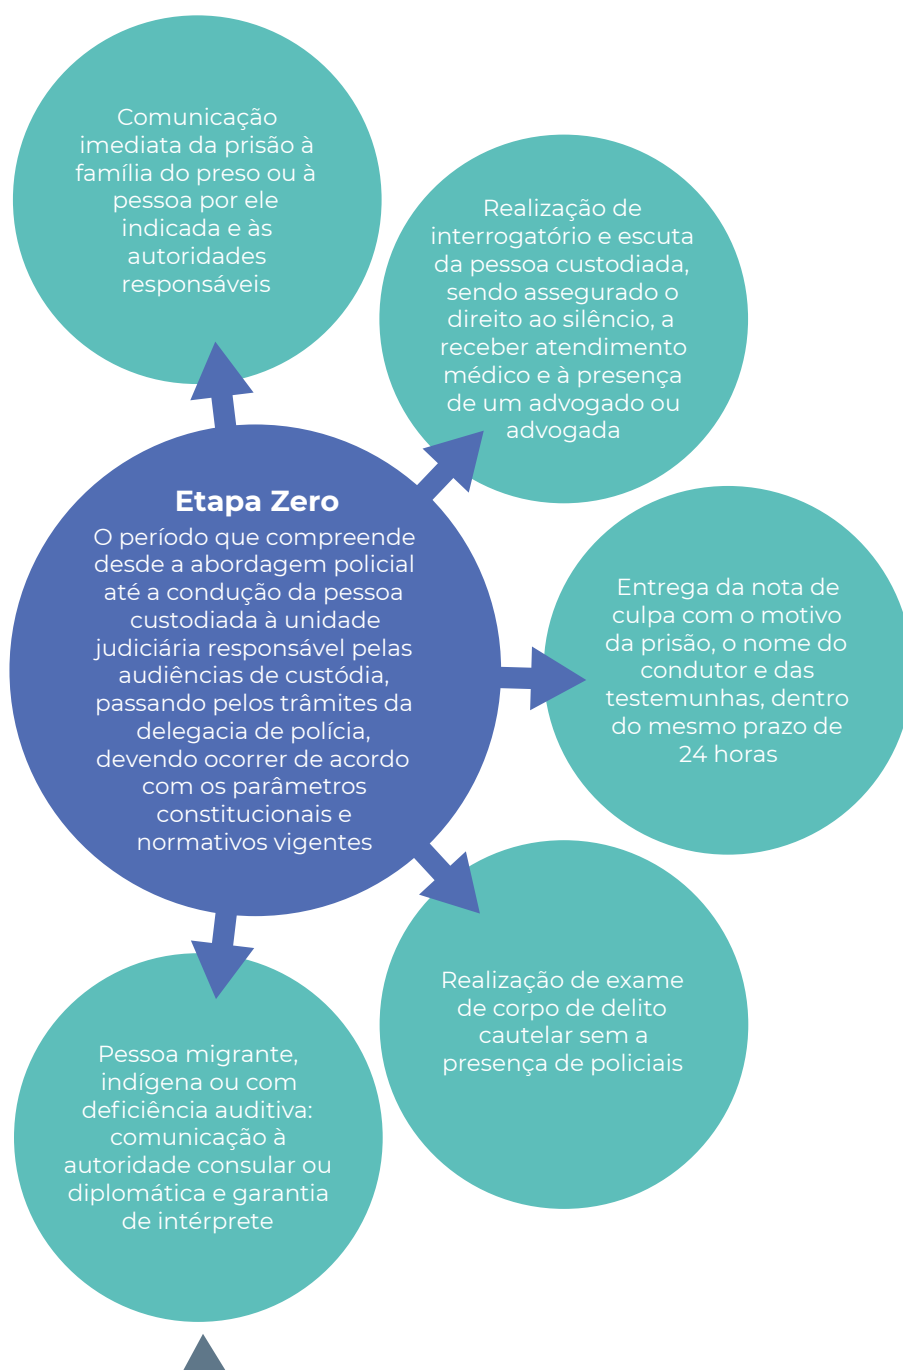 Comunicação
imediata da prisão à
família do preso ou à
pessoa por ele
indicada e às
autoridades
responsáveis
Realização de
interrogatório e escuta
da pessoa custodiada,
sendo assegurado o
direito ao silêncio, a
receber atendimento
médico e à presença
de um advogado ou
advogada
Etapa Zero
O período que compreende
desde a abordagem policial
até a condução da pessoa
custodiada à unidade
judiciária responsável pelas
audiências de custódia,
passando pelos trâmites da
delegacia de polícia,
devendo ocorrer de acordo
com os parâmetros
constitucionais e
normativos vigentes
Entrega da nota de
culpa com o motivo
da prisão, o nome do
condutor e das
testemunhas, dentro
do mesmo prazo de
24 horas
Realização de exame
de corpo de delito
cautelar sem a
presença de policiais
Pessoa migrante,
indígena ou com
deficiência auditiva:
comunicação à
autoridade consular ou
diplomática e garantia
de intérprete